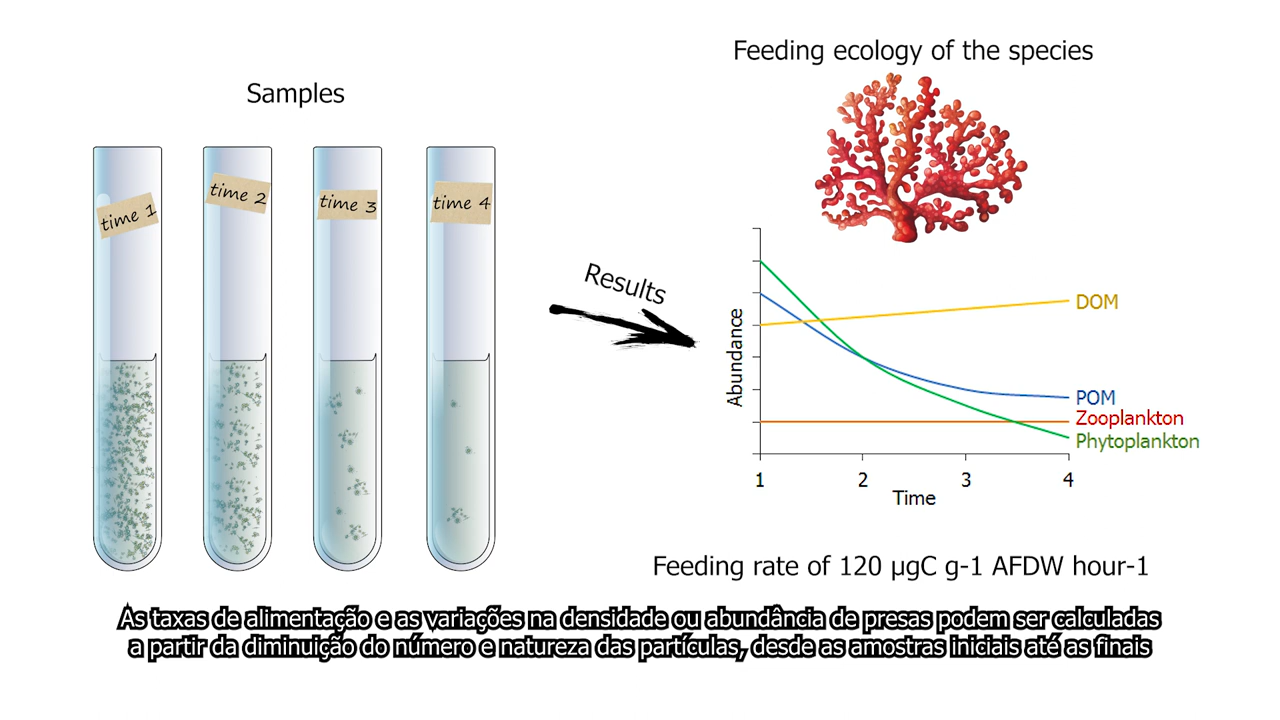 Feeding ecology of the species
Samples
time 1
time 2
time 3
time 4
Results
Abundance
DOM
POM
Zooplankton
Phytoplankton
1 2 3 4
Time
Feeding rate of 120 µgC g-1 AFDW hour-1
As taxas de alimentação e as variações na densidade ou abundância de presas podem ser calculadas
a partir da diminuição do número e natureza das partículas, desde as amostras iniciais até as finais